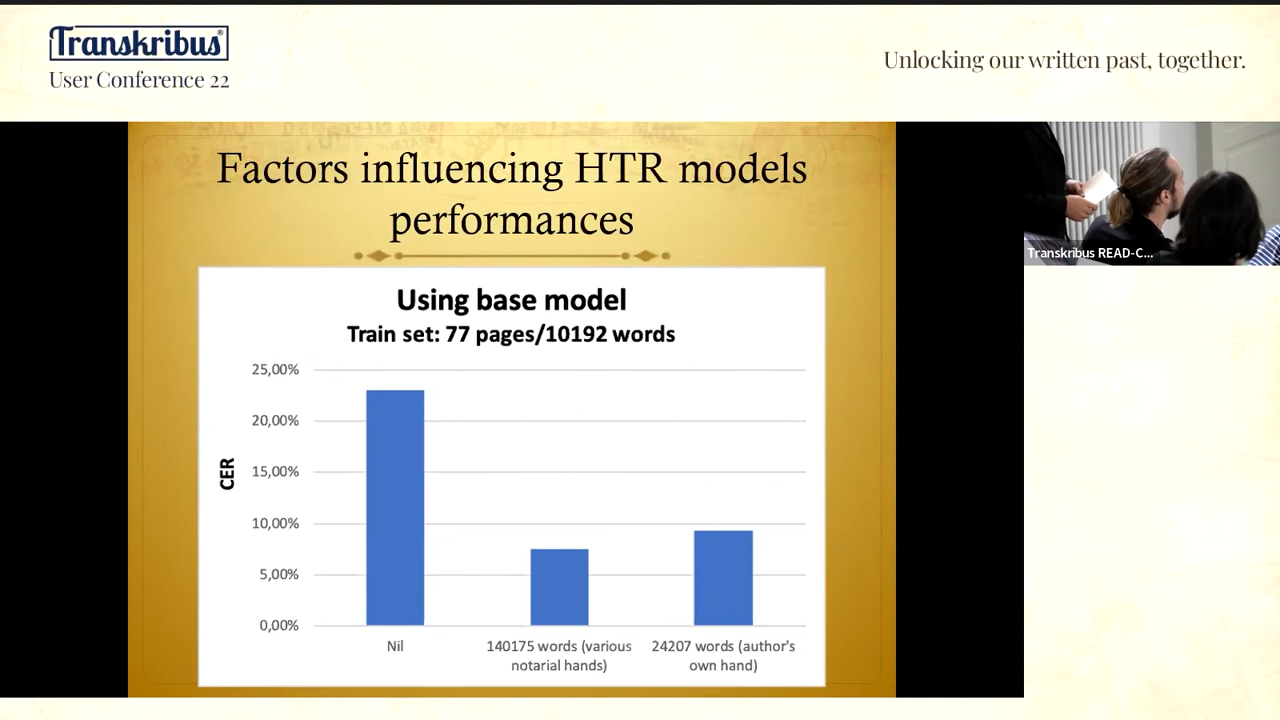 Transkribus®
User Conference 22
Unlocking our written past, together.
Factors influencing HTR models
performances
Using base model
Train set: 77 pages/10192 words
25,00%
20,00%
15,00%
10,00%
5,00%
0,00%
CER
Nil
140175 words (various
notarial hands)
24207 words (author's
own hand)
Transkribus READ-C...